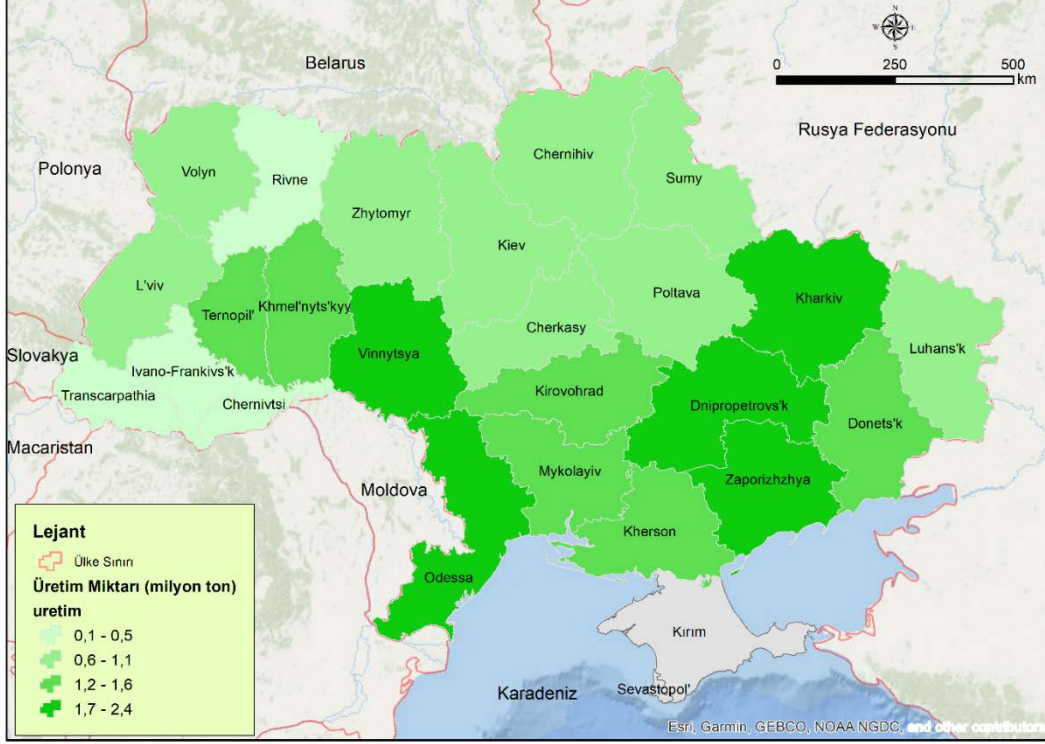 N
W
E
S
0
250
500
km
Belarus
Rusya Federasyonu
Polonya
Volyn
Rivne
Zhytomyr
Chernihiv
Sumy
Kiev
L'viv
Ternopil'
Khmel'nyts'kyy
Poltava
Kharkiv
Vinnytsya
Cherkasy
Luhans'k
Slovakya
Ivano-Frankivs'k
Transcarpathia
Chernivtsi
Kirovohrad
Dnipropetrovs'k
Donets'k
Macaristan
Mykolayiv
Zaporizhzhya
Moldova
Kherson
Odessa
Kırım
Sevastopol'
Karadeniz
Lejant
Ülke Sınırı
Üretim Miktarı (milyon ton)
uretim
0,1 - 0,5
0,6 - 1,1
1,2 - 1,6
1,7 - 2,4
Esri, Garmin, GEBCO, NOAA NGDC, and other contributors